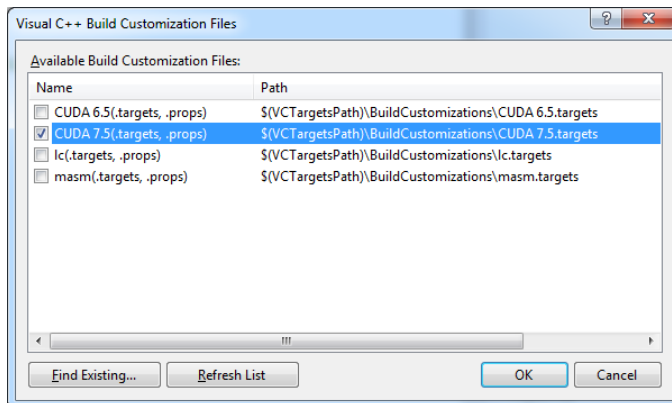 Visual C++ Build Customization Files
Available Build Customization Files:
Name Path
CUDA 6.5(.targets, .props) $(VCTargetsPath)\BuildCustomizations\CUDA 6.5.targets
CUDA 7.5(.targets, .props) $(VCTargetsPath)\BuildCustomizations\CUDA 7.5.targets
lc(.targets, .props) $(VCTargetsPath)\BuildCustomizations\lc.targets
masm(.targets, .props) $(VCTargetsPath)\BuildCustomizations\masm.targets
Find Existing... Refresh List OK Cancel